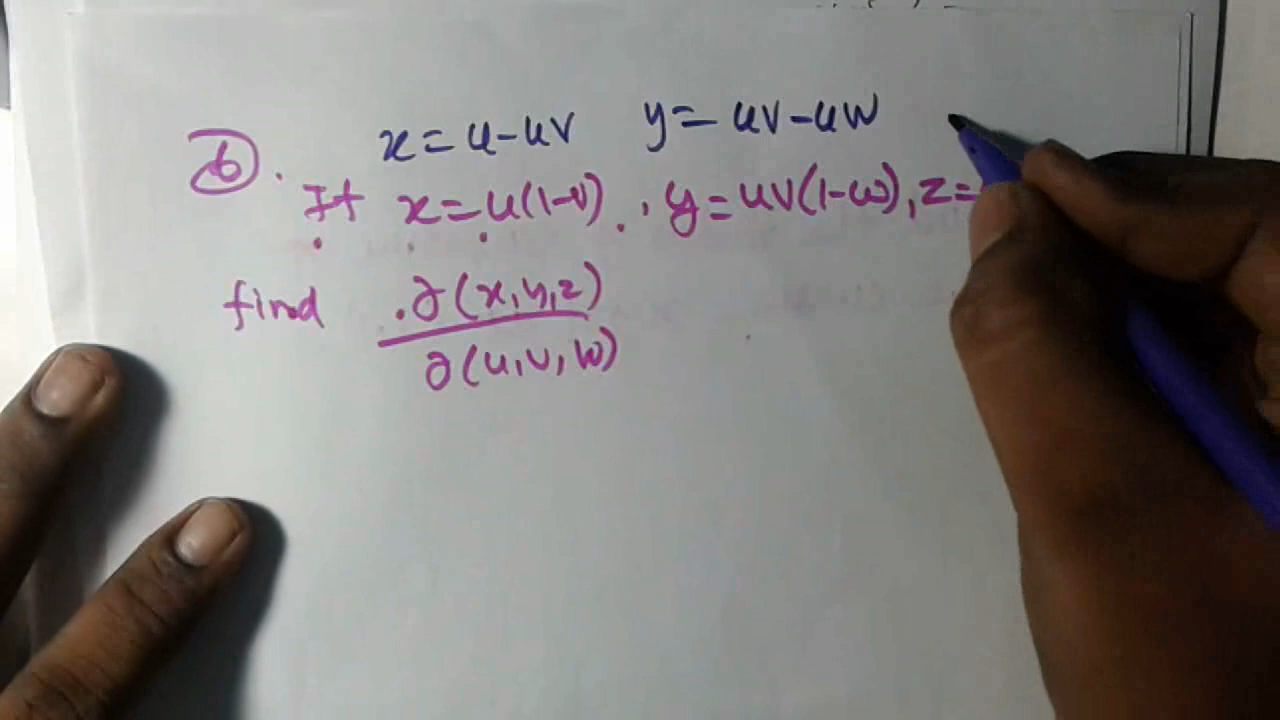 x=u-uv y=uv-uw
6. If x=u(1-v), y=uv(1-w), z=
find ∂(x,y,z)
∂(u,v,w)